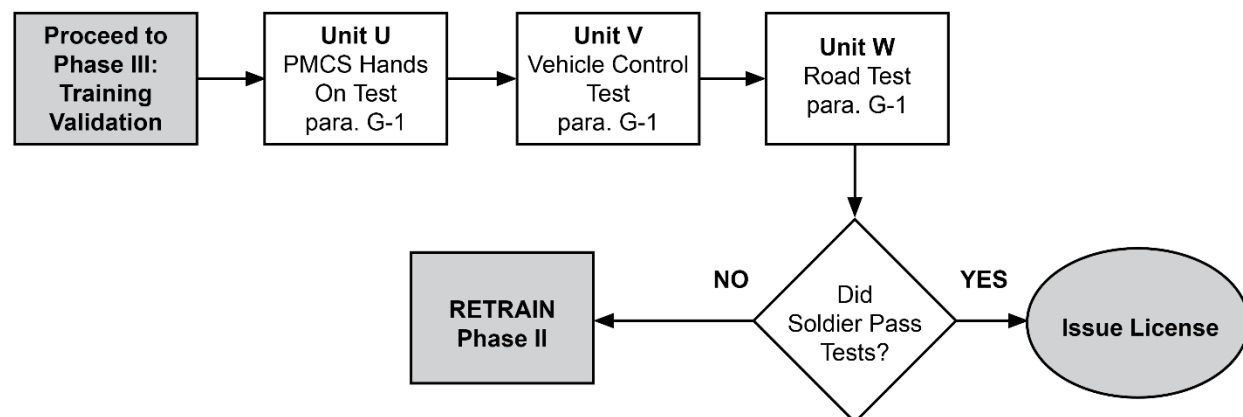 Proceed to
Phase III:
Training
Validation
Unit U
PMCS Hands
On Test
para. G-1
Unit V
Vehicle Control
Test
para. G-1
Unit W
Road Test
para. G-1
NO
YES
RETRAIN
Phase II
Did
Soldier Pass
Tests?
Issue License